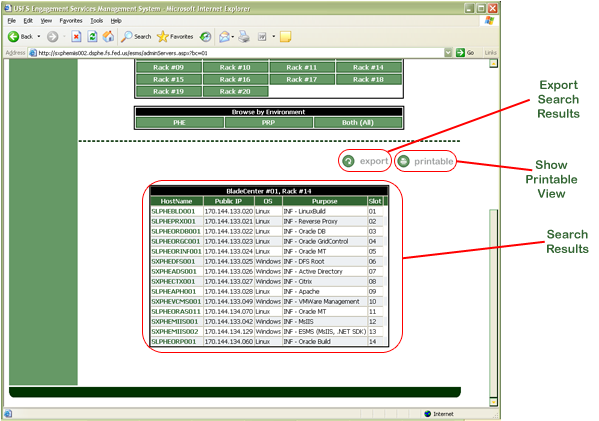 USFS Engagement Services Management System - Microsoft Internet Explorer
File Edit View Favorites Tools Help
Back Search Favorites
Address http://sxphemiis002.dsphe.fs.fed.us/esms/adminServers.asp?bc=01 Go Links
Rack #09 Rack #10 Rack #11 Rack #14
Rack #15 Rack #16 Rack #17 Rack #18
Rack #19 Rack #20
Browse by Environment
PHE PRP Both (All)
export printable
Export
Search
Results
Show
Printable
View
Search
Results
BladeCenter #01, Rack #14
HostName Public IP OS Purpose Slot
SLPHEBLD001 170.144.133.020 Linux INF - LinuxBuild 01
SLPHEPRX001 170.144.133.021 Linux INF - Reverse Proxy 02
SLPHEORDB001 170.144.133.022 Linux INF - Oracle DB 03
SLPHEORGC001 170.144.133.023 Linux INF - Oracle GridControl 04
SLPHEORINF001 170.144.133.024 Linux INF - Oracle MT 05
SXPHEDFS001 170.144.133.025 Windows INF - DFS Root 06
SXPHEADS001 170.144.133.026 Windows INF - Active Directory 07
SXPHECTX001 170.144.133.027 Windows INF - Citrix 08
SLPHEAPH001 170.144.133.028 Linux INF - Apache 09
SXPHEVCMS001 170.144.133.049 Windows INF - VMWare Management 10
SLPHEORAS011 170.144.134.070 Linux INF - Oracle MT 11
SXPHEMIIS001 170.144.133.042 Windows INF - MsIIS 12
SXPHEMIIS002 170.144.134.129 Windows INF - ESMS (MsIIS, .NET SDK) 13
SLPHEORP001 170.144.134.060 Linux INF - Oracle Build 14
Internet